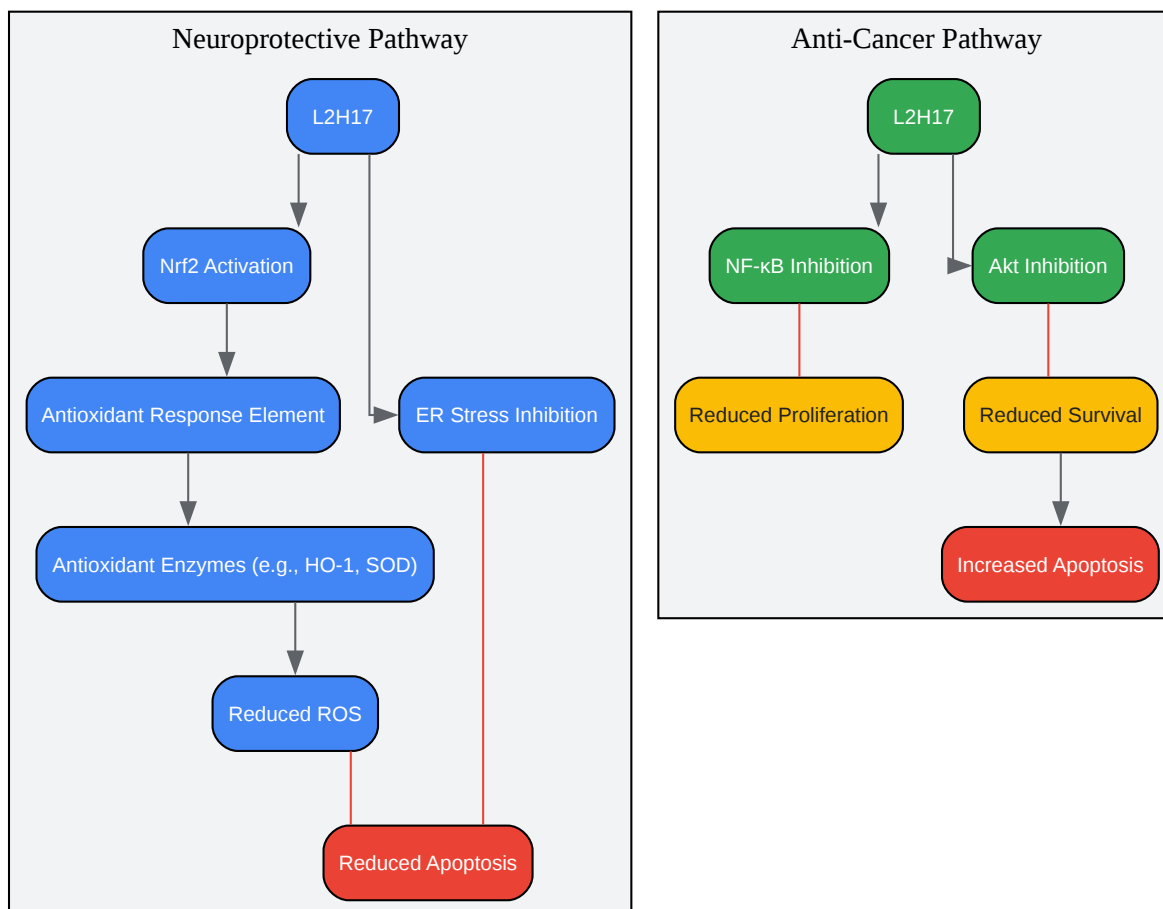 Neuroprotective Pathway
L2H17
Nrf2 Activation
Antioxidant Response Element
ER Stress Inhibition
Antioxidant Enzymes (e.g., HO-1, SOD)
Reduced ROS
Reduced Apoptosis
Anti-Cancer Pathway
L2H17
NF-κB Inhibition
Akt Inhibition
Reduced Proliferation
Reduced Survival
Increased Apoptosis